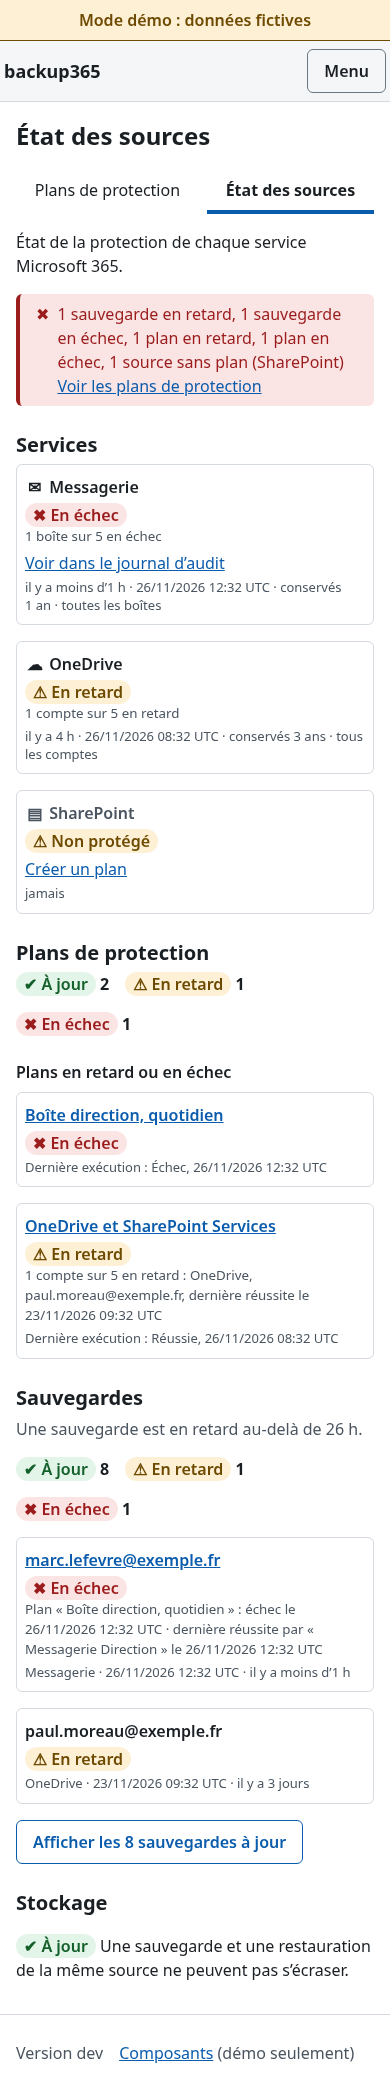 Mode démo : données fictives
backup365
Menu
État des sources
Plans de protection
État des sources
État de la protection de chaque service
Microsoft 365.
✖ 1 sauvegarde en retard, 1 sauvegarde
en échec, 1 plan en retard, 1 plan en
échec, 1 source sans plan (SharePoint)
Voir les plans de protection
Services
✉ Messagerie
✖ En échec
1 boîte sur 5 en échec
Voir dans le journal d’audit
il y a moins d’1 h · 26/11/2026 12:32 UTC · conservés
1 an · toutes les boîtes
☁ OneDrive
⚠ En retard
1 compte sur 5 en retard
il y a 4 h · 26/11/2026 08:32 UTC · conservés 3 ans · tous
les comptes
▤ SharePoint
⚠ Non protégé
Créer un plan
jamais
Plans de protection
✔ À jour 2 ⚠ En retard 1
✖ En échec 1
Plans en retard ou en échec
Boîte direction, quotidien
✖ En échec
Dernière exécution : Échec, 26/11/2026 12:32 UTC
OneDrive et SharePoint Services
⚠ En retard
1 compte sur 5 en retard : OneDrive,
paul.moreau@exemple.fr, dernière réussite le
23/11/2026 09:32 UTC
Dernière exécution : Réussie, 26/11/2026 08:32 UTC
Sauvegardes
Une sauvegarde est en retard au-delà de 26 h.
✔ À jour 8 ⚠ En retard 1
✖ En échec 1
marc.lefevre@exemple.fr
✖ En échec
Plan « Boîte direction, quotidien » : échec le
26/11/2026 12:32 UTC · dernière réussite par «
Messagerie Direction » le 26/11/2026 12:32 UTC
Messagerie · 26/11/2026 12:32 UTC · il y a moins d’1 h
paul.moreau@exemple.fr
⚠ En retard
OneDrive · 23/11/2026 09:32 UTC · il y a 3 jours
Afficher les 8 sauvegardes à jour
Stockage
✔ À jour Une sauvegarde et une restauration
de la même source ne peuvent pas s’écraser.
Version dev Composants (démo seulement)